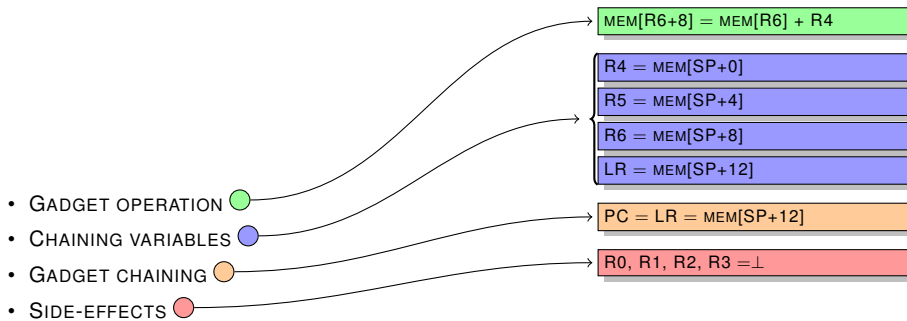 MEM[R6+8] = MEM[R6] + R4
R4 = MEM[SP+0]
R5 = MEM[SP+4]
R6 = MEM[SP+8]
LR = MEM[SP+12]
• GADGET OPERATION
• CHAINING VARIABLES
PC = LR = MEM[SP+12]
• GADGET CHAINING
R0, R1, R2, R3 =⊥
• SIDE-EFFECTS